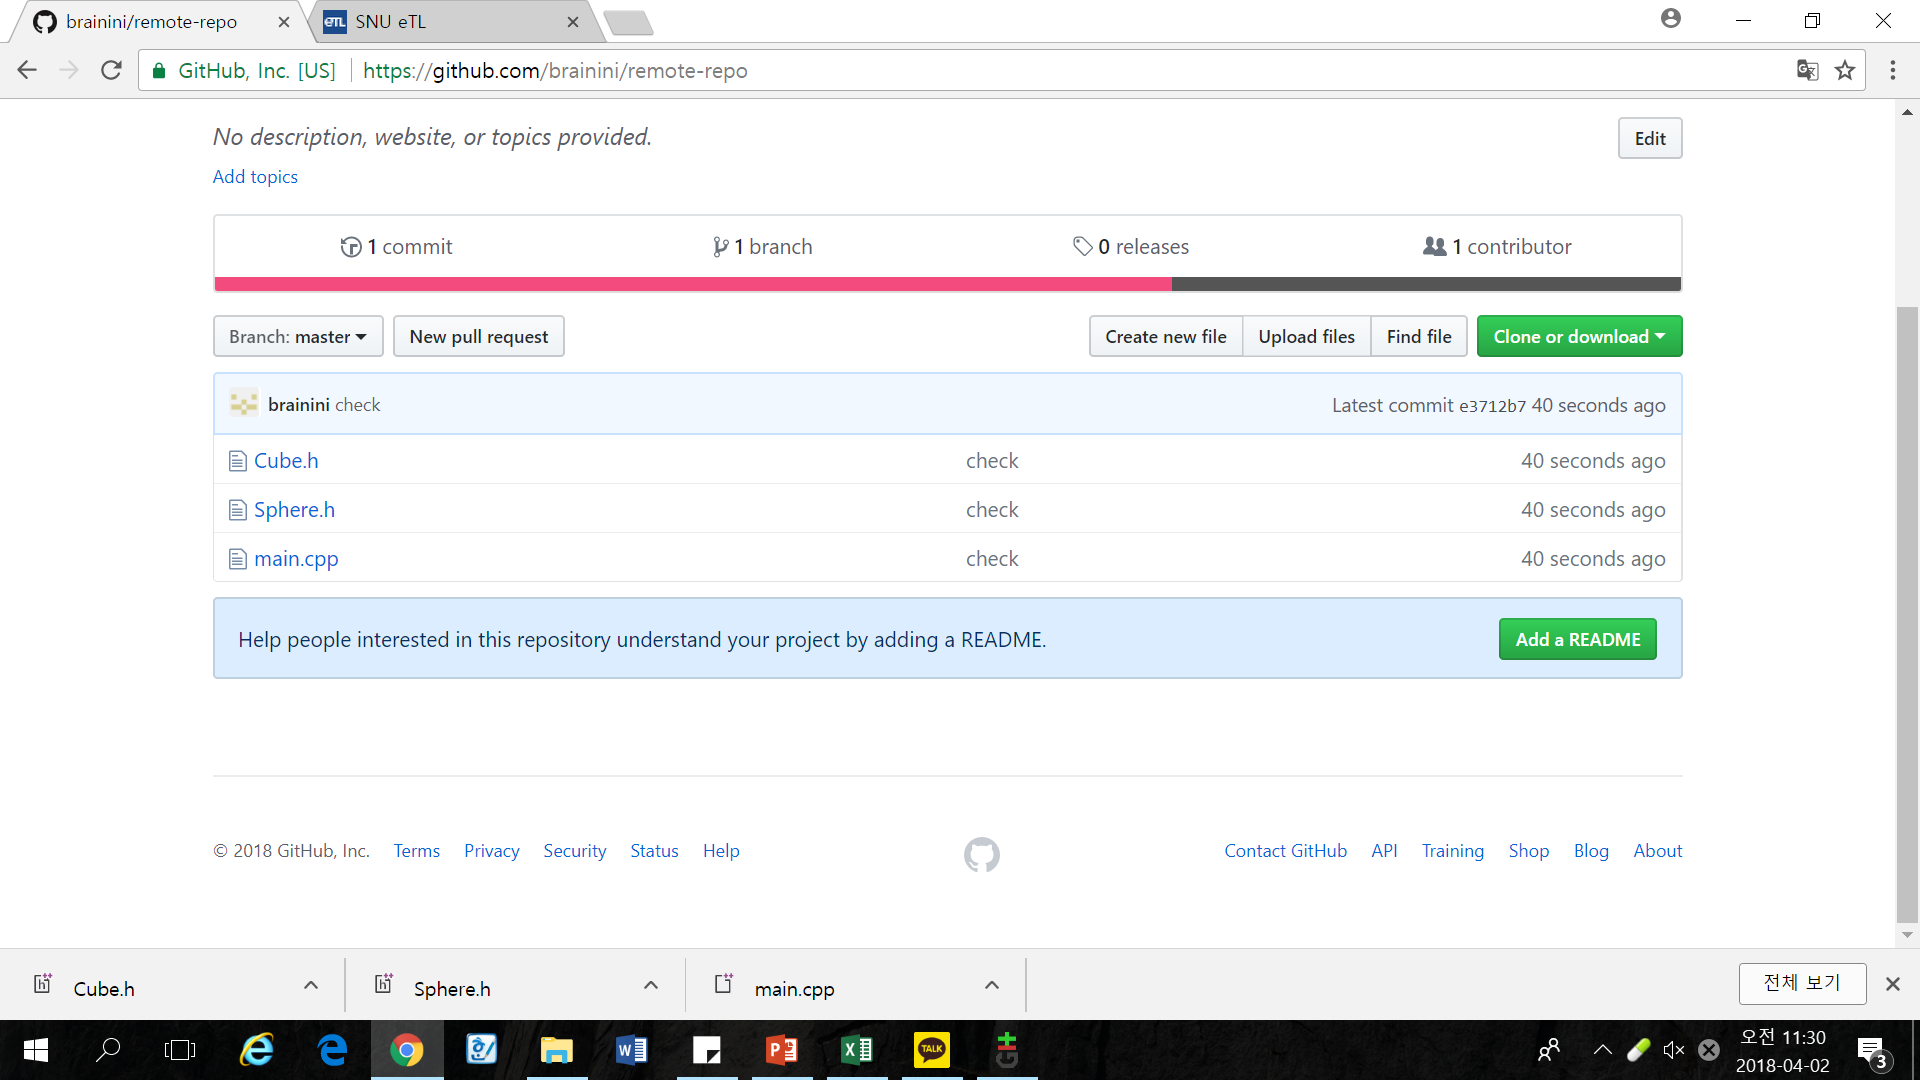 brainini/remote-repo
eTL SNU eTL
GitHub, Inc. [US] https://github.com/brainini/remote-repo
No description, website, or topics provided.
Edit
Add topics
1 commit
1 branch
0 releases
1 contributor
Branch: master
New pull request
Create new file
Upload files
Find file
Clone or download
brainini check
Latest commit e3712b7 40 seconds ago
Cube.h check 40 seconds ago
Sphere.h check 40 seconds ago
main.cpp check 40 seconds ago
Help people interested in this repository understand your project by adding a README.
Add a README
© 2018 GitHub, Inc. Terms Privacy Security Status Help
Contact GitHub API Training Shop Blog About
Cube.h
Sphere.h
main.cpp
전체 보기
TALK
오전 11:30
2018-04-02
3